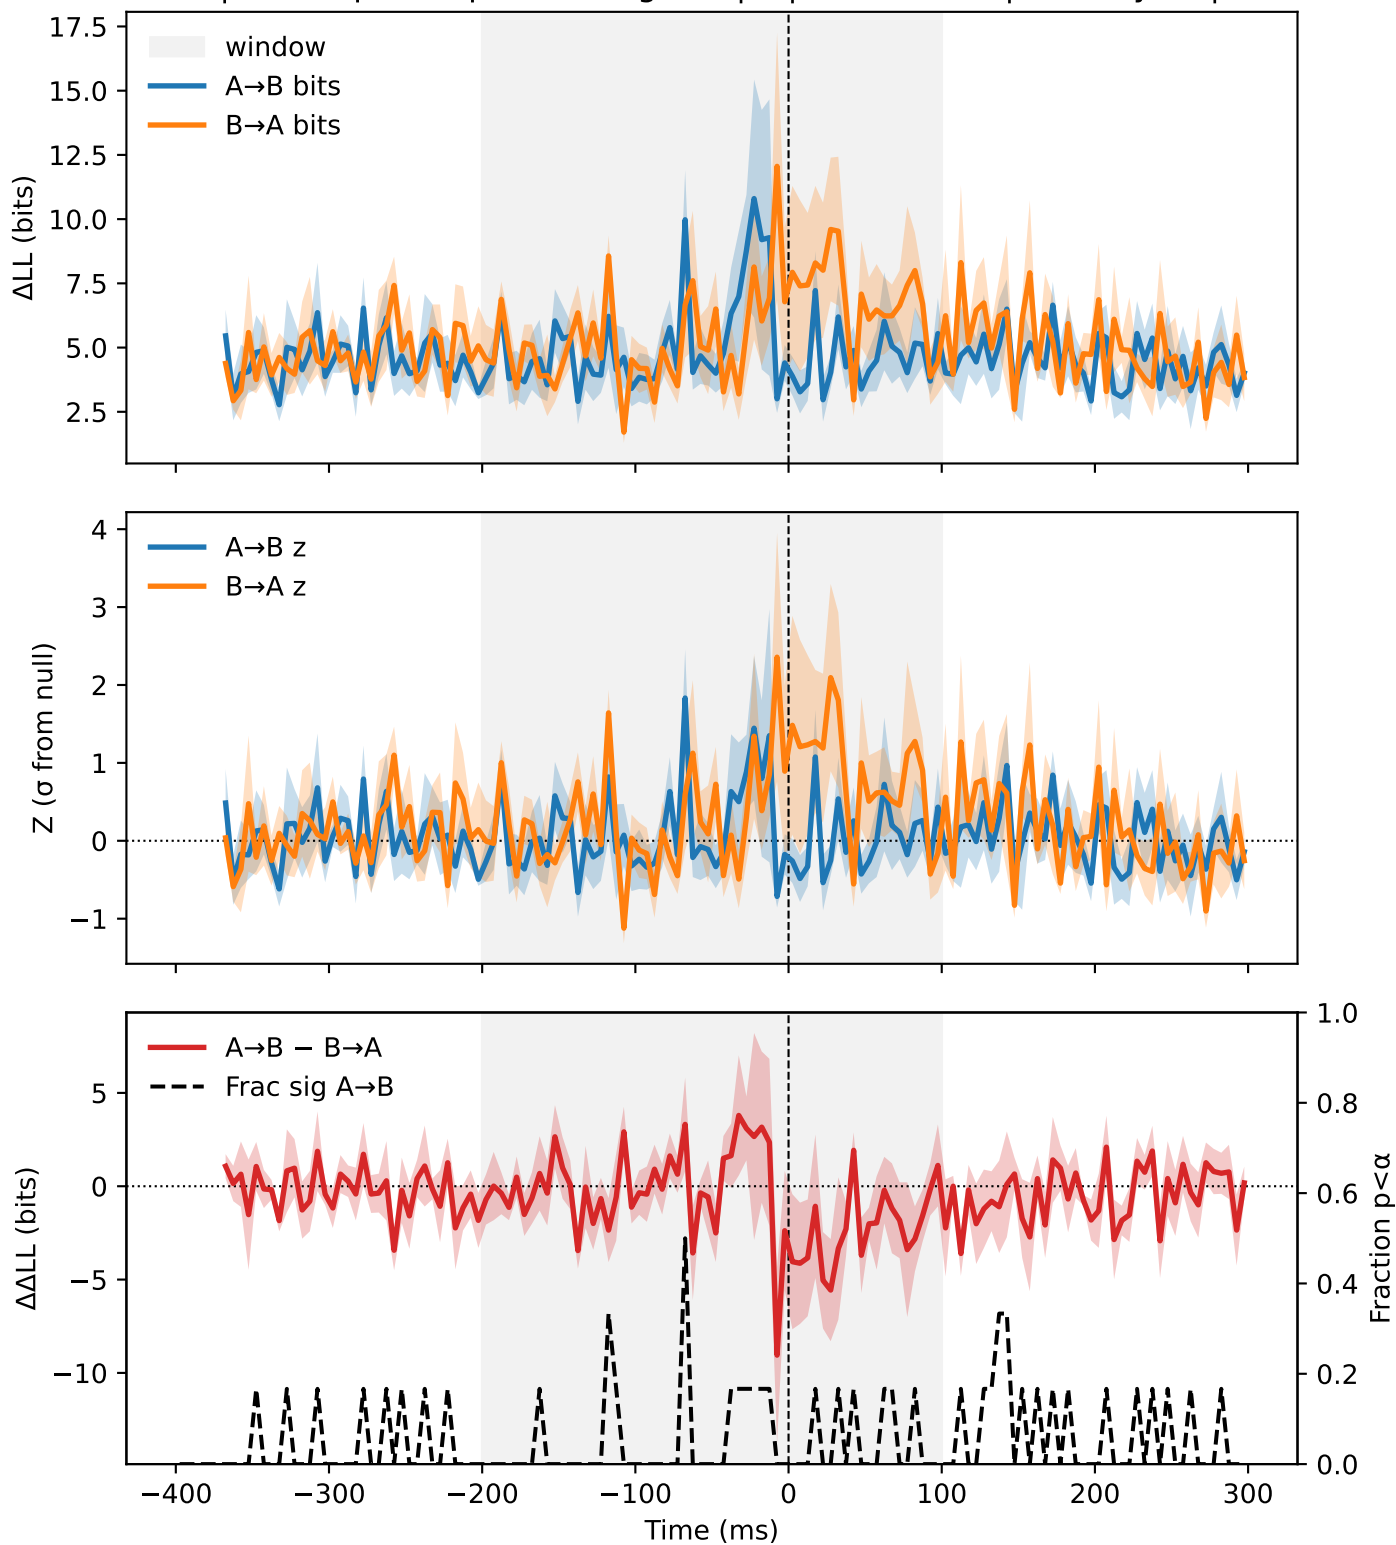 17.5
15.0
12.5
10.0
7.5
5.0
2.5
ΔLL (bits)
window
A→B bits
B→A bits
4
3
2
1
0
−1
Z (σ from null)
A→B z
B→A z
5
0
−5
−10
ΔΔLL (bits)
A→B − B→A
Frac sig A→B
1.0
0.8
0.6
0.4
0.2
0.0
Fraction p<α
−400 −300 −200 −100 0 100 200 300
Time (ms)